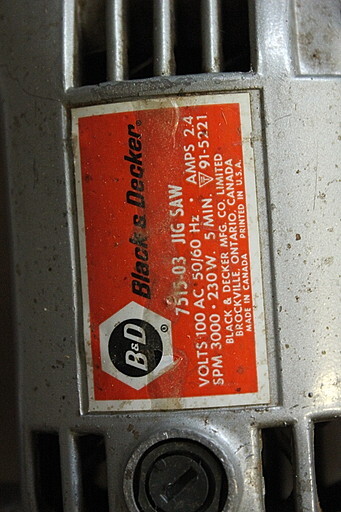 B&D ® Black & Decker®
7515-03 JIG SAW
VOLTS 100 AC 50/60 Hz • AMPS 2.4
SPM 3000 • 230W. 5 MIN. 91-5221
BLACK & DECKER MFG. CO. LIMITED
BROCKVILLE, ONTARIO, CANADA
MADE IN CANADA PRINTED IN U.S.A.